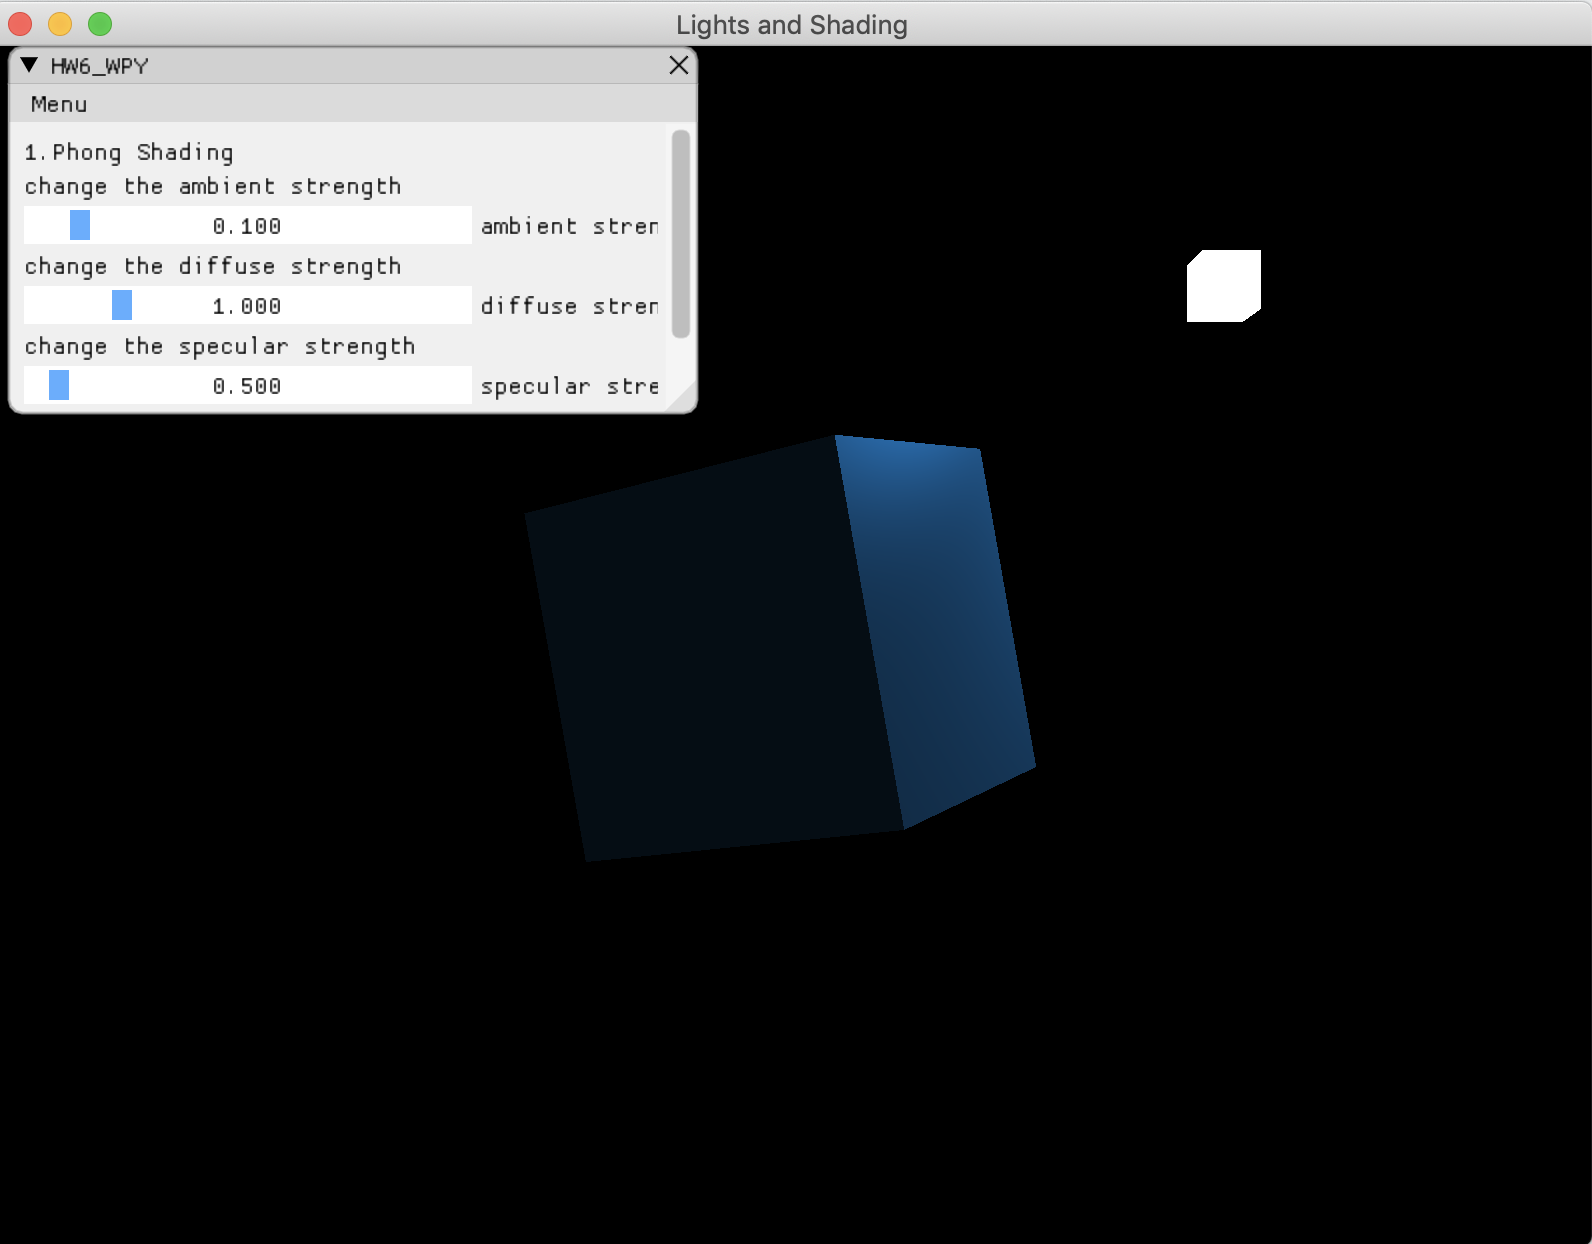 Lights and Shading
HW6_WPY
Menu
1.Phong Shading
change the ambient strength
0.100 ambient stren
change the diffuse strength
1.000 diffuse stren
change the specular strength
0.500 specular stre